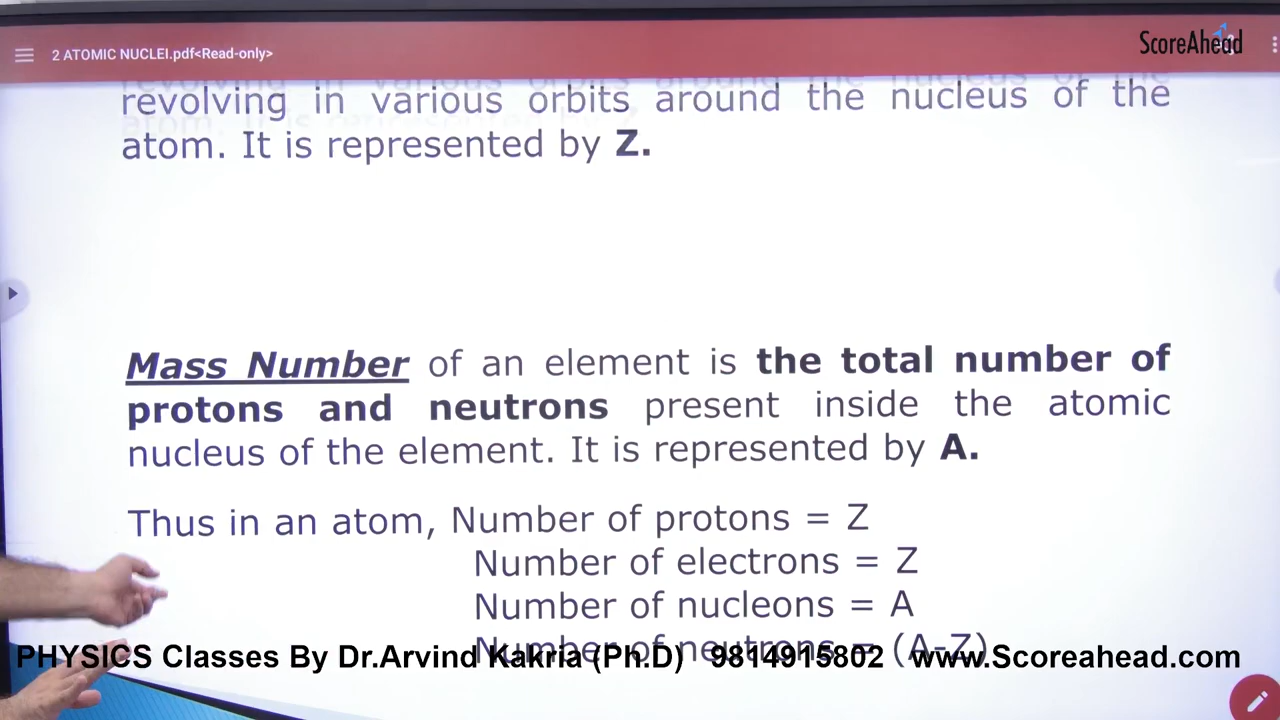 2 ATOMIC NUCLEI.pdf<Read-only>
ScoreAhead
revolving in various orbits around the nucleus of the
atom. It is represented by Z.
Mass Number of an element is the total number of
protons and neutrons present inside the atomic
nucleus of the element. It is represented by A.
Thus in an atom, Number of protons = Z
Number of electrons = Z
Number of nucleons = A
Number of neutrons = (A-Z)
PHYSICS Classes By Dr.Arvind Kakria (Ph.D) 9814915802 www.Scoreahead.com